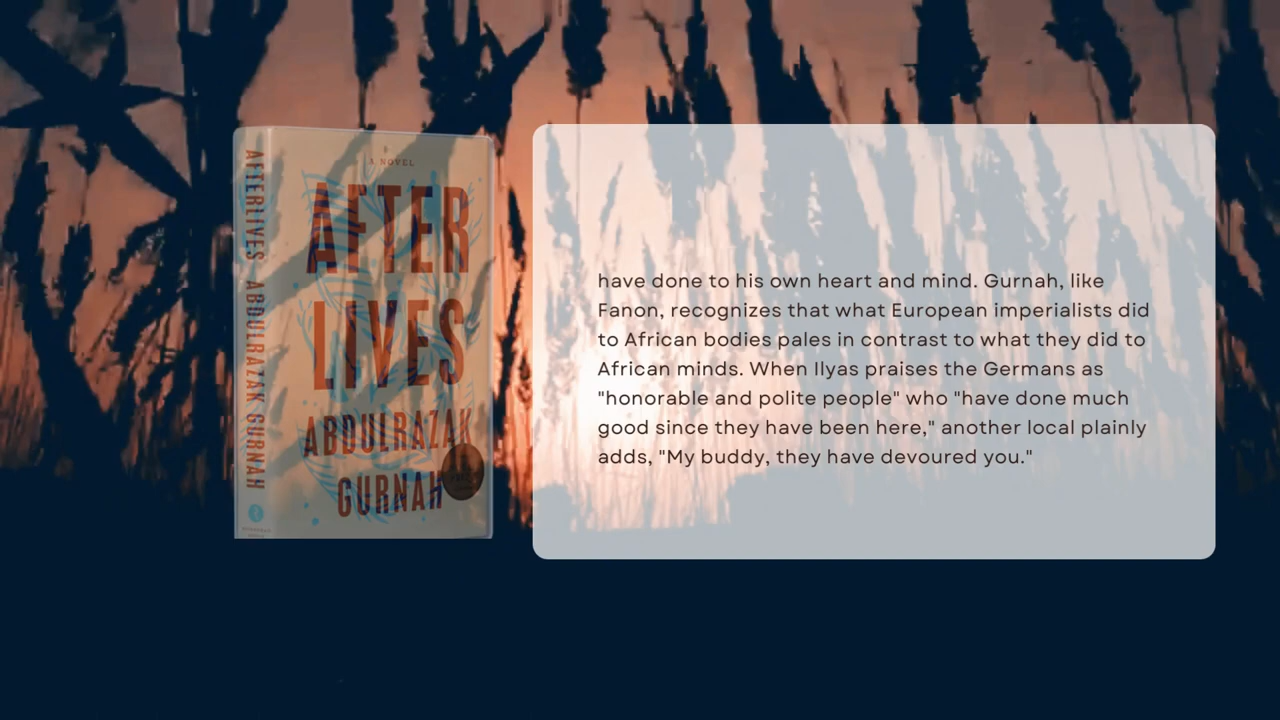 AFTERLIVES ABDULRAZAK GURNAH
A NOVEL
AFTER
LIVES
ABDULRAZAK
GURNAH
have done to his own heart and mind. Gurnah, like
Fanon, recognizes that what European imperialists did
to African bodies pales in contrast to what they did to
African minds. When Ilyas praises the Germans as
"honorable and polite people" who "have done much
good since they have been here," another local plainly
adds, "My buddy, they have devoured you."